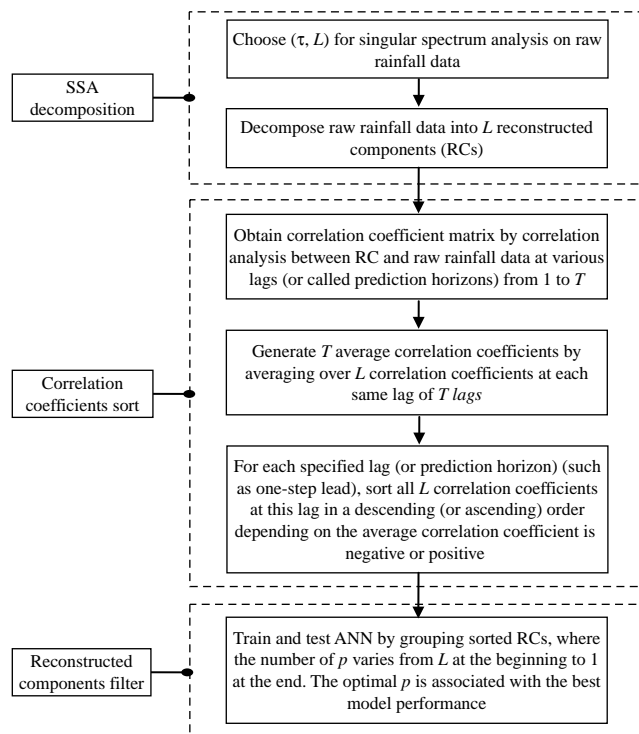 Choose (τ, L) for singular spectrum analysis on raw
rainfall data
SSA
decomposition
Decompose raw rainfall data into L reconstructed
components (RCs)
Obtain correlation coefficient matrix by correlation
analysis between RC and raw rainfall data at various
lags (or called prediction horizons) from 1 to T
Generate T average correlation coefficients by
averaging over L correlation coefficients at each
same lag of T lags
Correlation
coefficients sort
For each specified lag (or prediction horizon) (such
as one-step lead), sort all L correlation coefficients
at this lag in a descending (or ascending) order
depending on the average correlation coefficient is
negative or positive
Train and test ANN by grouping sorted RCs, where
the number of p varies from L at the beginning to 1
at the end. The optimal p is associated with the best
model performance
Reconstructed
components filter